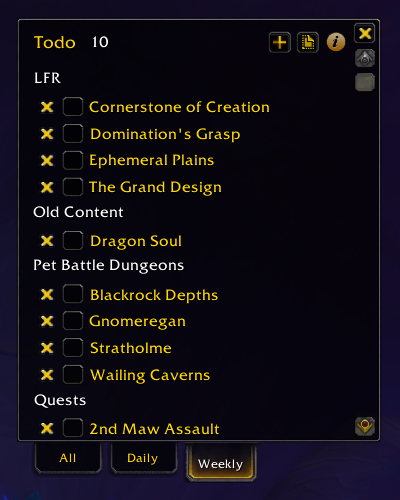 Todo 10
LFR
Cornerstone of Creation
Domination's Grasp
Ephemeral Plains
The Grand Design
Old Content
Dragon Soul
Pet Battle Dungeons
Blackrock Depths
Gnomeregan
Stratholme
Wailing Caverns
Quests
2nd Maw Assault
All Daily Weekly